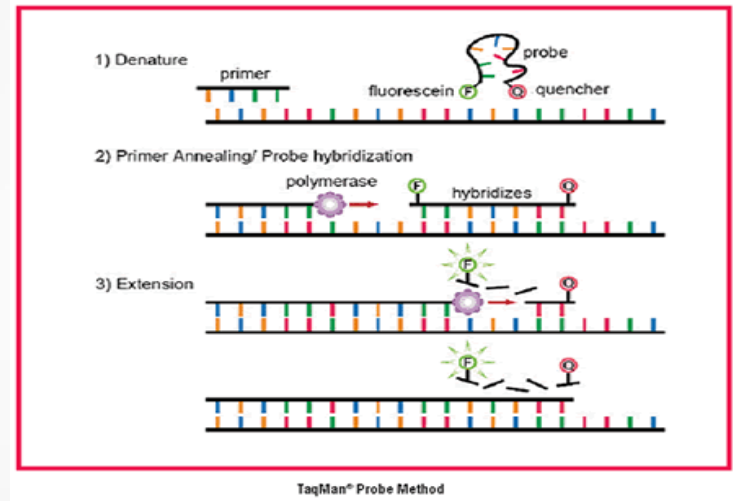 1) Denature
primer
probe
fluorescein F
Q quencher
2) Primer Annealing/ Probe hybridization
polymerase
F
hybridizes
Q
3) Extension
F
Q
F
Q
TaqMan® Probe Method